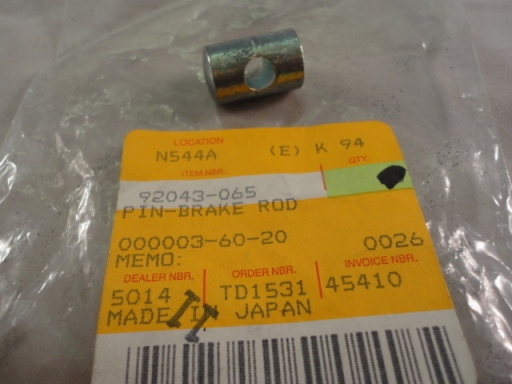 LOCATION
N544A (E) K 94
ITEM NBR. QTY.
92043-065
PIN-BRAKE ROD
000003-60-20 0026
MEMO:
DEALER NBR. ORDER NBR. INVOICE NBR.
5014 TD1531 45410
MADE IN JAPAN